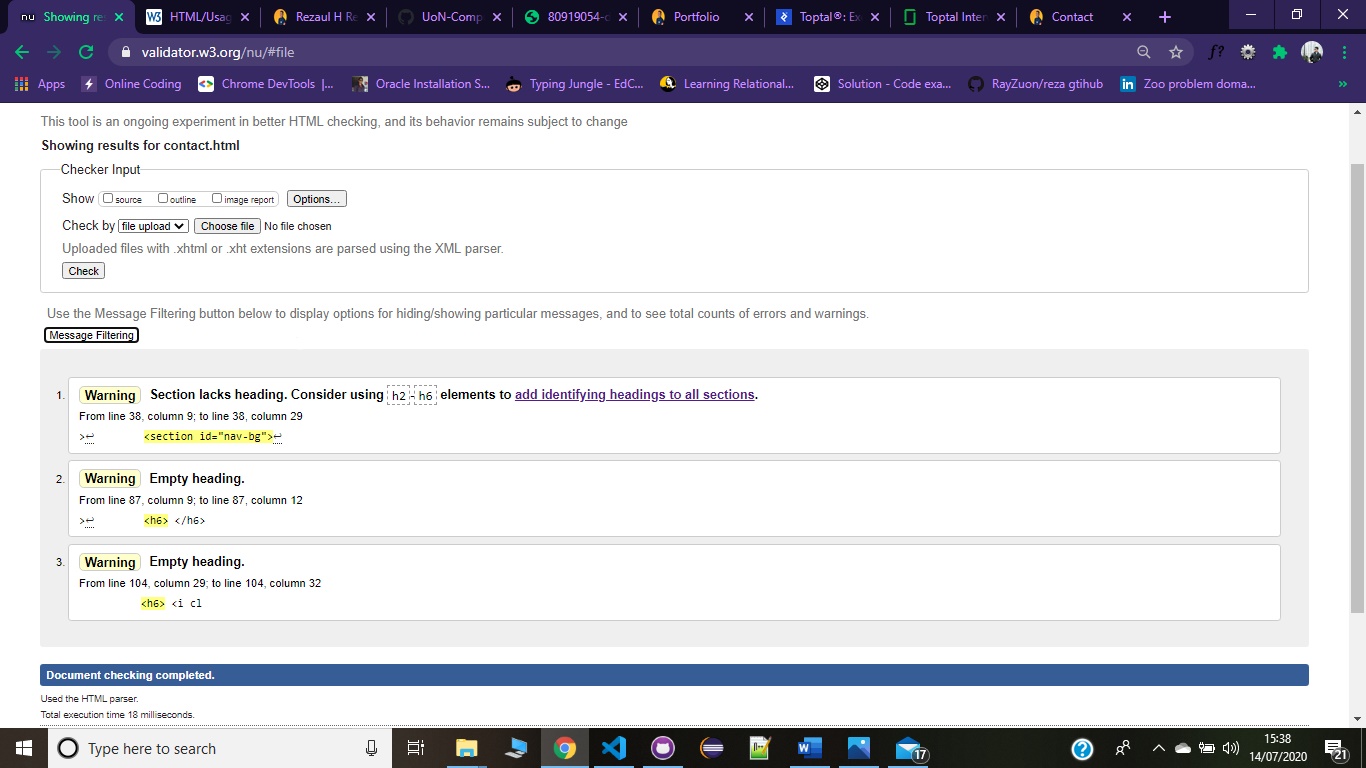 nu Showing re
W3 HTML/Usag
Rezaul H Re
UoN-Comp
80919054-d
Portfolio
Toptal®: Ex
Toptal Inter
Contact
validator.w3.org/nu/#file
f?
Apps
Online Coding
Chrome DevTools |...
Oracle Installation S...
Typing Jungle - EdC...
Learning Relational...
Solution - Code exa...
RayZuon/reza gtihub
in Zoo problem doma...
This tool is an ongoing experiment in better HTML checking, and its behavior remains subject to change
Showing results for contact.html
Checker Input
Show source outline image report Options...
Check by file upload Choose file No file chosen
Uploaded files with .xhtml or .xht extensions are parsed using the XML parser.
Check
Use the Message Filtering button below to display options for hiding/showing particular messages, and to see total counts of errors and warnings.
Message Filtering
1. Warning Section lacks heading. Consider using h2-h6 elements to add identifying headings to all sections.
From line 38, column 9; to line 38, column 29
>↩ <section id="nav-bg">↩
2. Warning Empty heading.
From line 87, column 9; to line 87, column 12
>↩ <h6> </h6>
3. Warning Empty heading.
From line 104, column 29; to line 104, column 32
<h6> <i cl
Document checking completed.
Used the HTML parser.
Total execution time 18 milliseconds.
Type here to search
17
15:38
14/07/2020
21